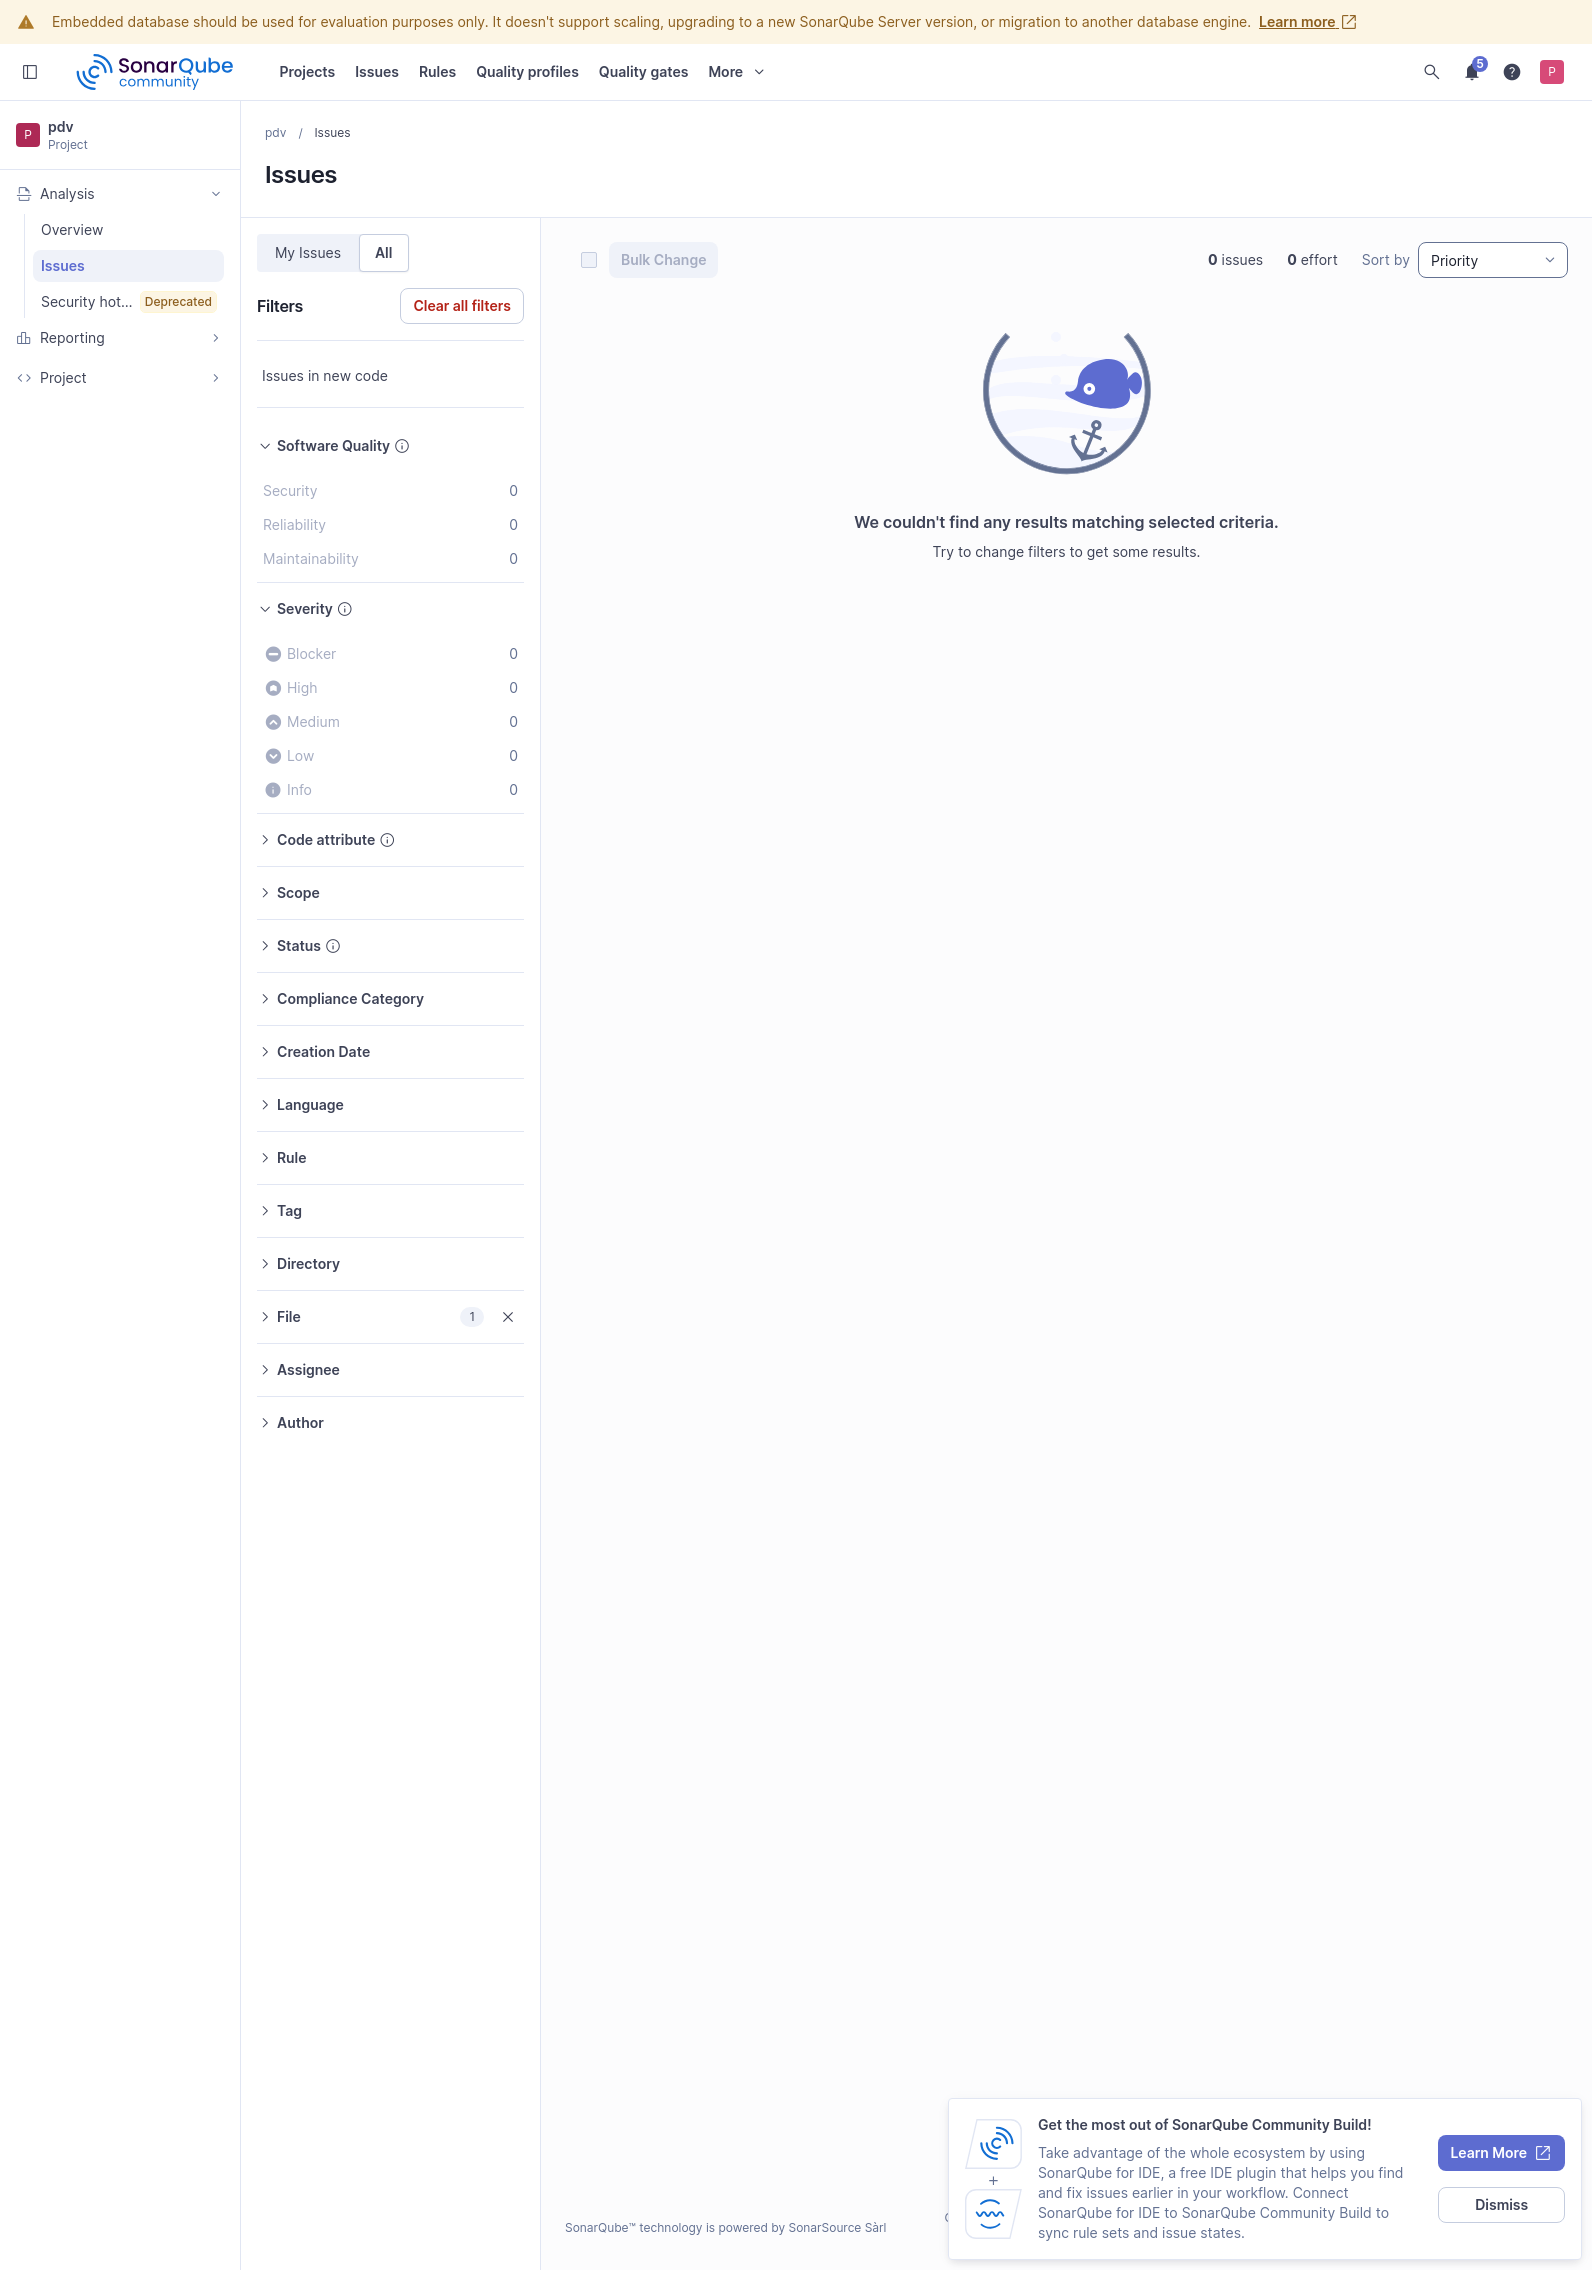 Embedded database should be used for evaluation purposes only. It doesn't support scaling, upgrading to a new SonarQube Server version, or migration to another database engine. Learn more
SonarQube community
Projects Issues Rules Quality profiles Quality gates More
5
P
P
pdv
Project
Analysis
Overview
Issues
Security hot... Deprecated
Reporting
Project
pdv / Issues
Issues
My Issues All
Filters Clear all filters
Issues in new code
Software Quality
Security 0
Reliability 0
Maintainability 0
Severity
Blocker 0
High 0
Medium 0
Low 0
Info 0
Code attribute
Scope
Status
Compliance Category
Creation Date
Language
Rule
Tag
Directory
File 1
Assignee
Author
Bulk Change
0 issues 0 effort Sort by Priority
We couldn't find any results matching selected criteria.
Try to change filters to get some results.
SonarQube™ technology is powered by SonarSource Sàrl
Get the most out of SonarQube Community Build!
Take advantage of the whole ecosystem by using
SonarQube for IDE, a free IDE plugin that helps you find
and fix issues earlier in your workflow. Connect
SonarQube for IDE to SonarQube Community Build to
sync rule sets and issue states.
Learn More
Dismiss